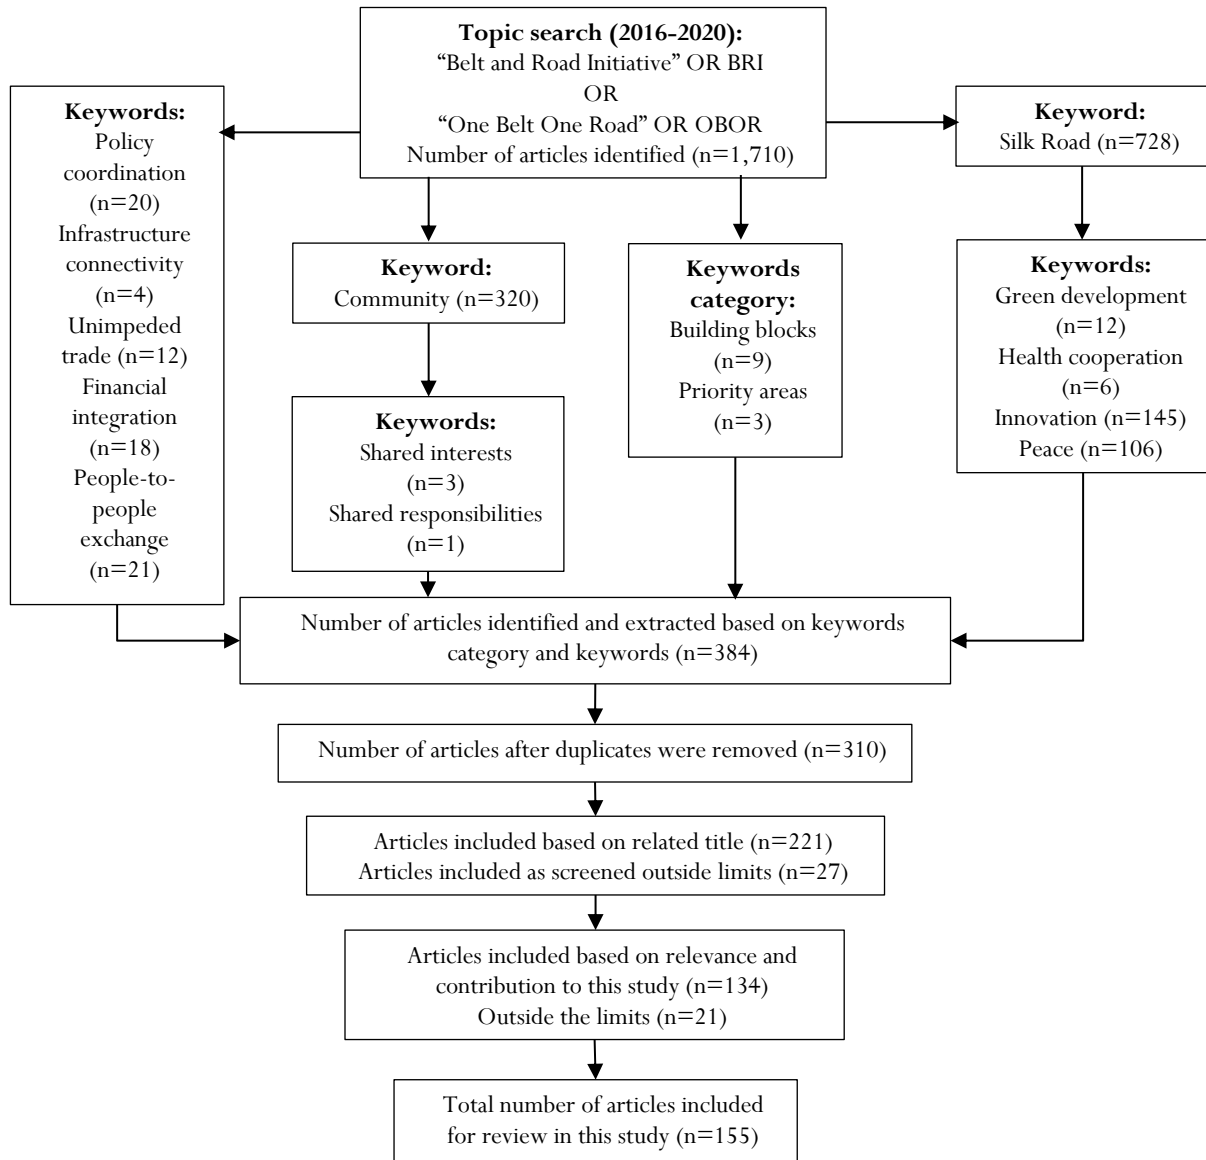 Topic search (2016-2020):
“Belt and Road Initiative” OR BRI
OR
“One Belt One Road” OR OBOR
Number of articles identified (n=1,710)
Keywords:
Policy
coordination
(n=20)
Infrastructure
connectivity
(n=4)
Unimpeded
trade (n=12)
Financial
integration
(n=18)
People-to-
people
exchange
(n=21)
Keyword:
Community (n=320)
Keywords:
Shared interests
(n=3)
Shared responsibilities
(n=1)
Keywords
category:
Building blocks
(n=9)
Priority areas
(n=3)
Keyword:
Silk Road (n=728)
Keywords:
Green development
(n=12)
Health cooperation
(n=6)
Innovation (n=145)
Peace (n=106)
Number of articles identified and extracted based on keywords
category and keywords (n=384)
Number of articles after duplicates were removed (n=310)
Articles included based on related title (n=221)
Articles included as screened outside limits (n=27)
Articles included based on relevance and
contribution to this study (n=134)
Outside the limits (n=21)
Total number of articles included
for review in this study (n=155)